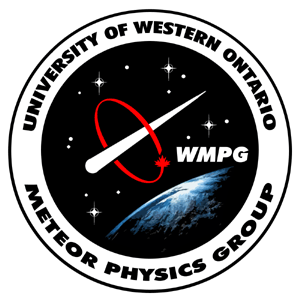 UNIVERSITY OF WESTERN ONTARIO
WMPG
METEOR PHYSICS GROUP